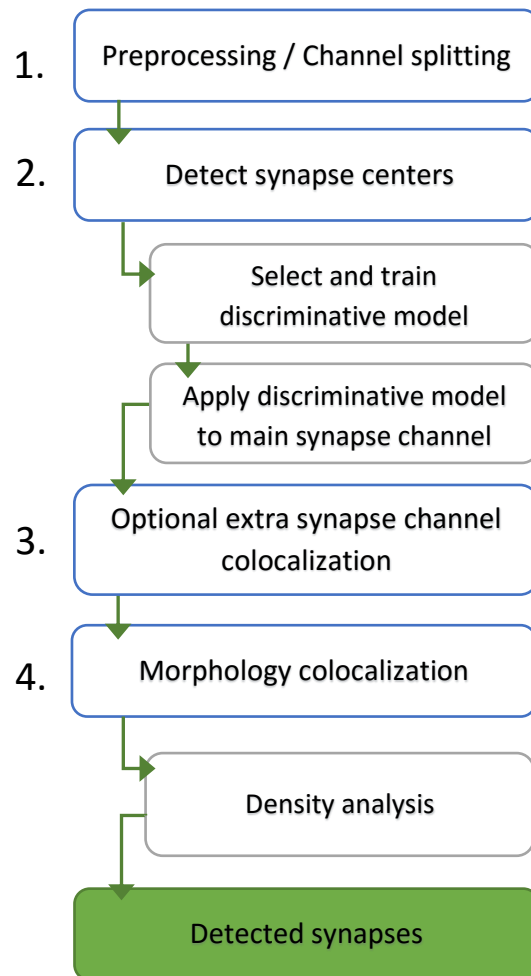 1.
Preprocessing / Channel splitting
2.
Detect synapse centers
Select and train
discriminative model
Apply discriminative model
to main synapse channel
3.
Optional extra synapse channel
colocalization
4.
Morphology colocalization
Density analysis
Detected synapses